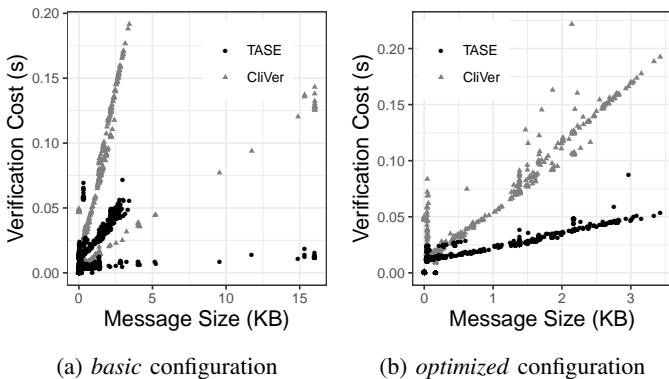 0.20
0.15
0.10
0.05
0.00
Verification Cost (s)
TASE
CliVer
0 5 10 15
Message Size (KB)
(a) basic configuration
0.20
0.15
0.10
0.05
0.00
Verification Cost (s)
TASE
CliVer
0 1 2 3
Message Size (KB)
(b) optimized configuration